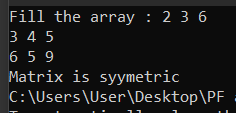 Fill the array : 2 3 6
3 4 5
6 5 9
Matrix is syymetric
C:\Users\User\Desktop\PF